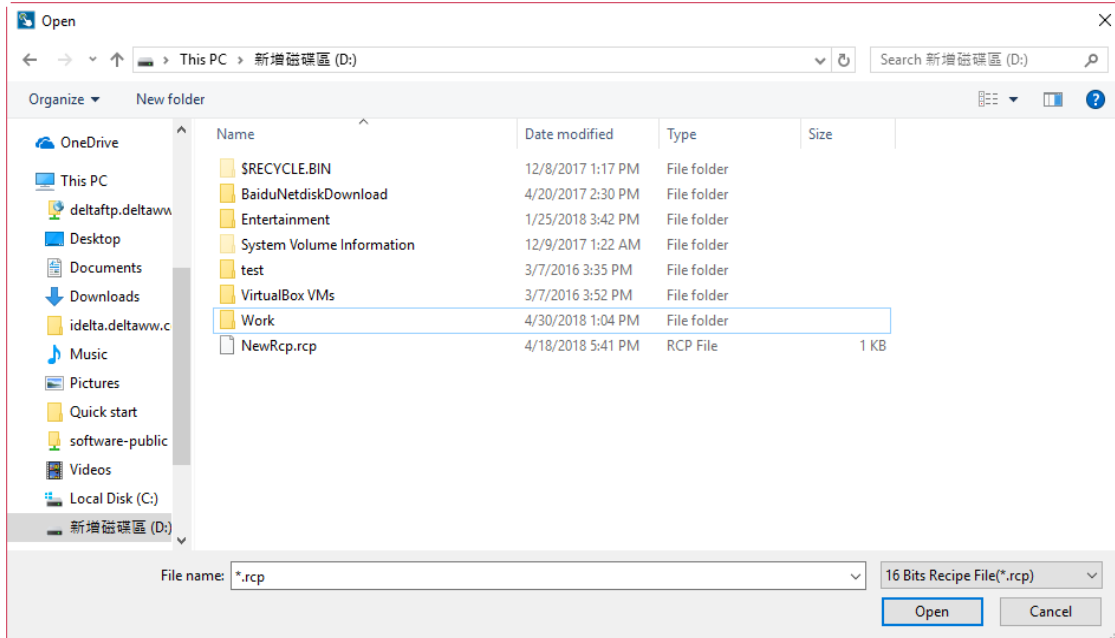 Open
This PC > 新增磁碟區 (D:)
Search 新增磁碟區 (D:)
Organize
New folder
Name Date modified Type Size
OneDrive
This PC
deltaftp.deltaww
Desktop
Documents
Downloads
idelta.deltaww.c
Music
Pictures
Quick start
software-public
Videos
Local Disk (C:)
新增磁碟區 (D:)
$RECYCLE.BIN 12/8/2017 1:17 PM File folder
BaiduNetdiskDownload 4/20/2017 2:30 PM File folder
Entertainment 1/25/2018 3:42 PM File folder
System Volume Information 12/9/2017 1:22 AM File folder
test 3/7/2016 3:35 PM File folder
VirtualBox VMs 3/7/2016 3:52 PM File folder
Work 4/30/2018 1:04 PM File folder
NewRcp.rcp 4/18/2018 5:41 PM RCP File 1 KB
File name: *.rcp
16 Bits Recipe File(*.rcp)
Open
Cancel